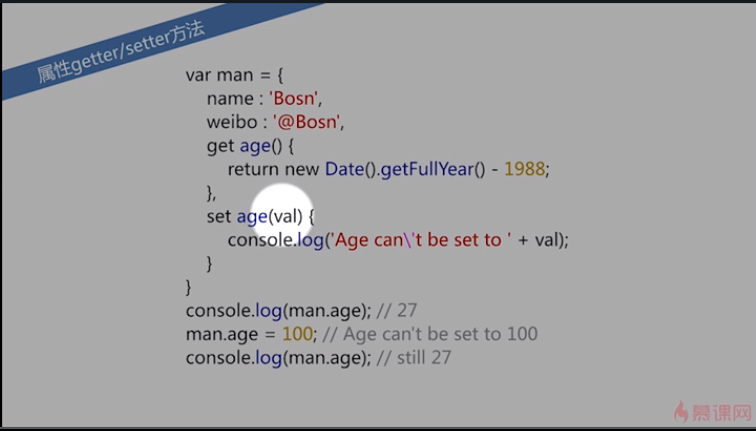 属性getter/setter方法
var man = {
name : 'Bosn',
weibo : '@Bosn',
get age() {
return new Date().getFullYear() - 1988;
},
set age(val) {
console.log('Age can\'t be set to ' + val);
}
}
console.log(man.age); // 27
man.age = 100; // Age can't be set to 100
console.log(man.age); // still 27
慕课网